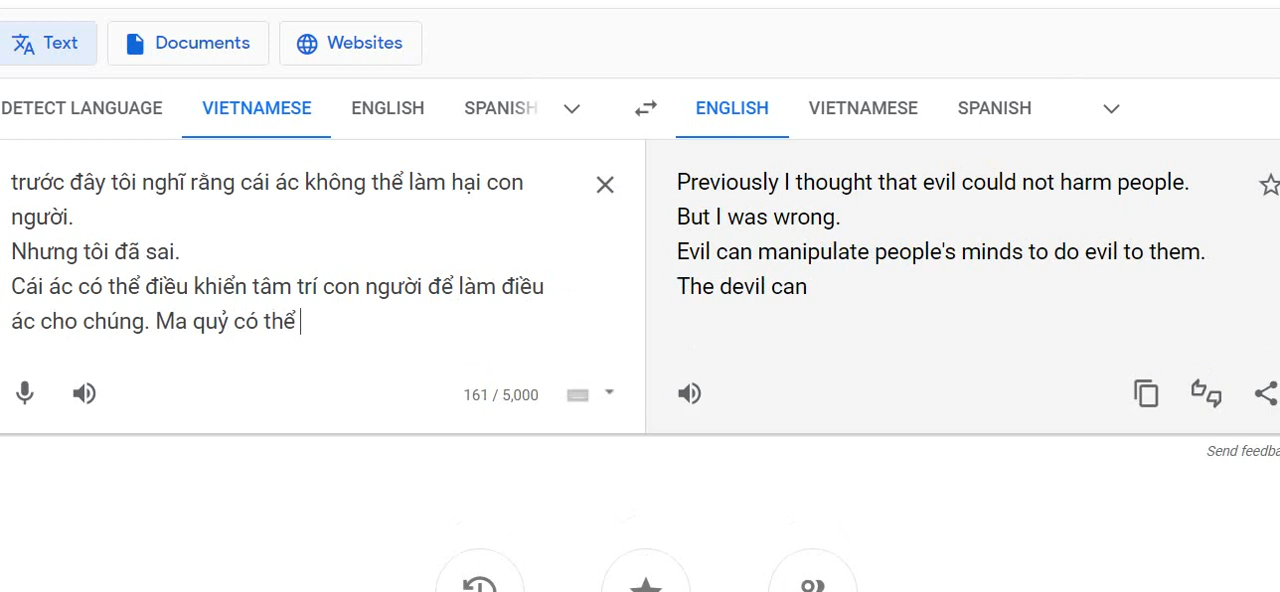 Text Documents Websites
DETECT LANGUAGE VIETNAMESE ENGLISH SPANISH ENGLISH VIETNAMESE SPANISH
trước đây tôi nghĩ rằng cái ác không thể làm hại con
người.
Nhưng tôi đã sai.
Cái ác có thể điều khiển tâm trí con người để làm điều
ác cho chúng. Ma quỷ có thể
161 / 5,000
Previously I thought that evil could not harm people.
But I was wrong.
Evil can manipulate people's minds to do evil to them.
The devil can
Send feedba